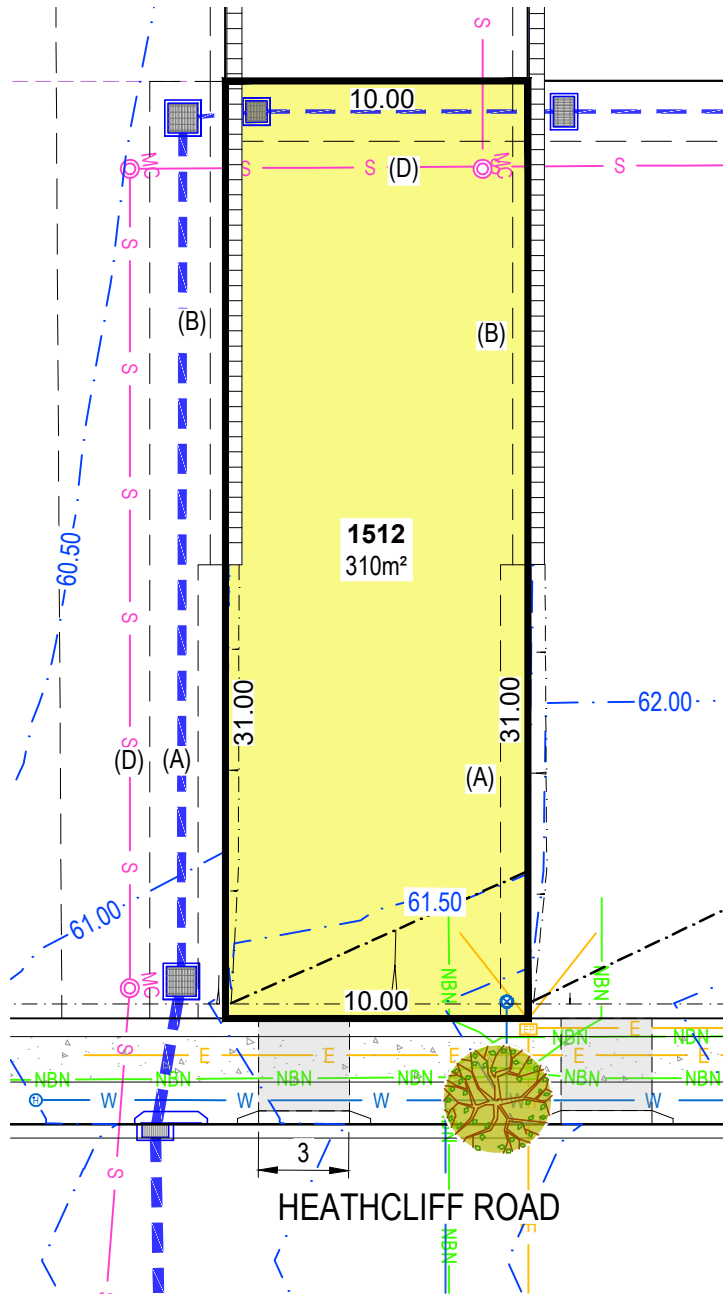 S
10.00
MC
S
S
(D)
S
MC
S
S
(B)
(B)
S
60.50
S
1512
310m²
S
31.00
31.00
62.00
(D)
(A)
(A)
S
61.00
61.50
NBN
NBN
MC
10.00
EP
E
S
E
E
E
E
E
NBN
NBN
NBN
NBN
NBN
NBN
NBN
NBN
H
W
W
W
W
3
S
HEATHCLIFF ROAD
E
NBN